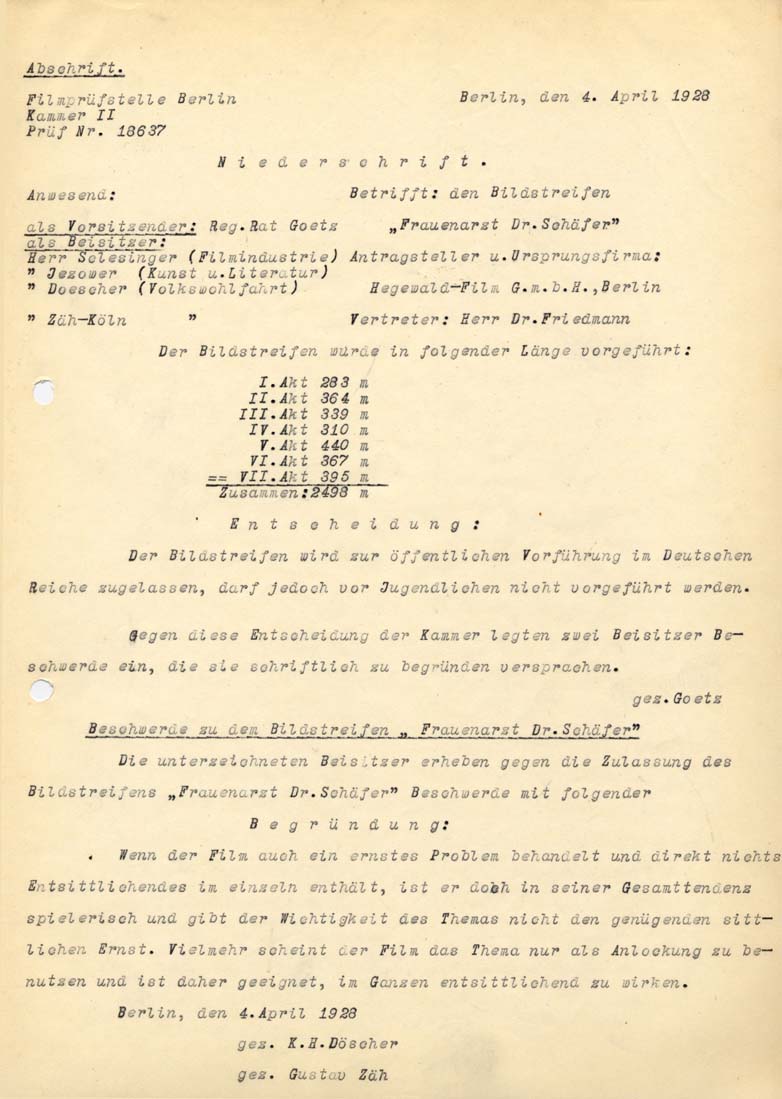 Abschrift.
Filmprüfstelle Berlin Berlin, den 4. April 1928
Kammer II
Prüf Nr. 18637
Niederschrift.
Anwesend: Betrifft: den Bildstreifen
als Vorsitzender: Reg.Rat Goetz „Frauenarzt Dr.Schäfer"
als Beisitzer:
Herr Solesinger (Filmindustrie) Antragsteller u.Ursprungsfirma:
" Jezower (Kunst u.Literatur)
" Doescher (Volkswohlfahrt) Hegewald-Film G.m.b.H.,Berlin
" Zäh-Köln " Vertreter: Herr Dr.Friedmann
Der Bildstreifen wurde in folgender Länge vorgeführt:
I.Akt 283 m
II.Akt 364 m
III.Akt 339 m
IV.Akt 310 m
V.Akt 440 m
VI.Akt 367 m
== VII.Akt 395 m
Zusammen:2498 m
Entscheidung:
Der Bildstreifen wird zur öffentlichen Vorführung im Deutschen
Reiche zugelassen, darf jedoch vor Jugendlichen nicht vorgeführt werden.
Gegen diese Entscheidung der Kammer legten zwei Beisitzer Be-
schwerde ein, die sie schriftlich zu begründen versprachen.
gez.Goetz
Beschwerde zu dem Bildstreifen „ Frauenarzt Dr.Schäfer"
Die unterzeichneten Beisitzer erheben gegen die Zulassung des
Bildstreifens „Frauenarzt Dr.Schäfer" Beschwerde mit folgender
Begründung:
Wenn der Film auch ein ernstes Problem behandelt und direkt nichts
Entsittlichendes im einzeln enthält, ist er doch in seiner Gesamttendenz
spielerisch und gibt der Wichtigkeit des Themas nicht den genügenden sitt-
lichen Ernst. Vielmehr scheint der Film das Thema nur als Anlockung zu be-
nutzen und ist daher geeignet, im Ganzen entsittlichend zu wirken.
Berlin, den 4.April 1928
gez. K.H.Döscher
gez. Gustav Zäh